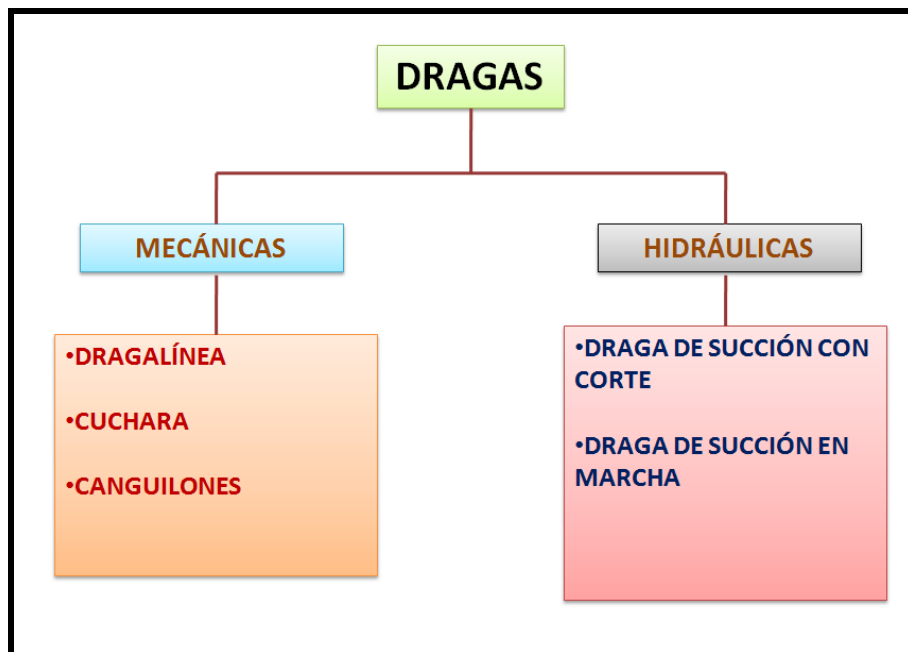 DRAGAS
MECÁNICAS
HIDRÁULICAS
•DRAGALÍNEA
•CUCHARA
•CANGUILONES
•DRAGA DE SUCCIÓN CON
CORTE
•DRAGA DE SUCCIÓN EN
MARCHA